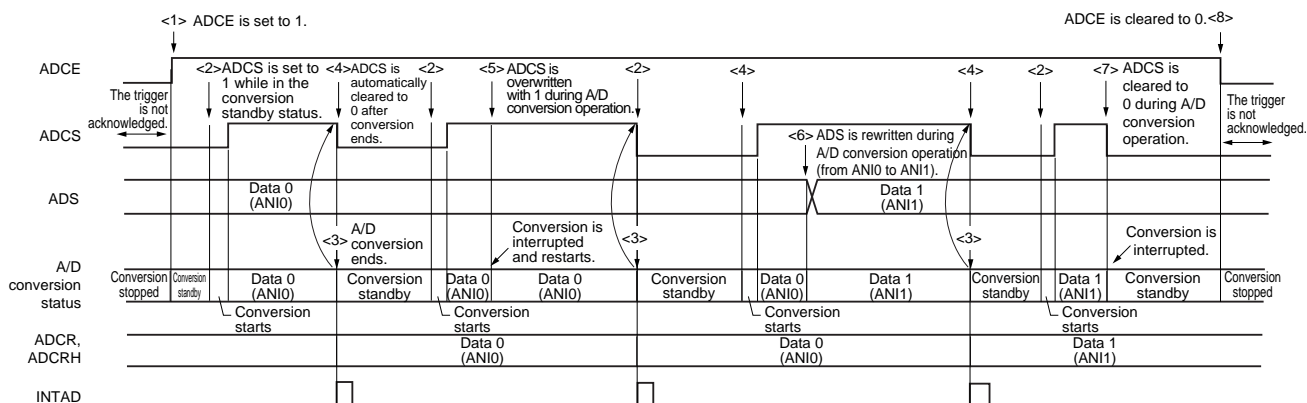 <1> ADCE is set to 1.
ADCE is cleared to 0. <8>
ADCE
<2> ADCS is set to
1 while in the
conversion
standby status.
<4> ADCS is
automatically
cleared to
0 after
conversion
ends.
<2>
<5> ADCS is
overwritten
with 1 during A/D
conversion operation.
<2>
<4>
<4>
<2>
<7> ADCS is
cleared to
0 during A/D
conversion
operation.
The trigger
is not
acknowledged.
The trigger
is not
acknowledged.
ADCS
<6> ADS is rewritten during
A/D conversion operation
(from ANI0 to ANI1).
ADS
Data 0
(ANI0)
Data 1
(ANI1)
<3> A/D
conversion
ends.
Conversion is
interrupted
and restarts.
<3>
<3>
Conversion is
interrupted.
A/D
conversion
status
Conversion
stopped
Conversion
standby
Data 0
(ANI0)
Conversion
standby
Data 0
(ANI0)
Data 0
(ANI0)
Conversion
standby
Data 0
(ANI0)
Data 1
(ANI1)
Conversion
standby
Data 1
(ANI1)
Conversion
standby
Conversion
stopped
Conversion
starts
Conversion
starts
Conversion
starts
Conversion
starts
ADCR,
ADCRH
Data 0
(ANI0)
Data 0
(ANI0)
Data 1
(ANI1)
INTAD